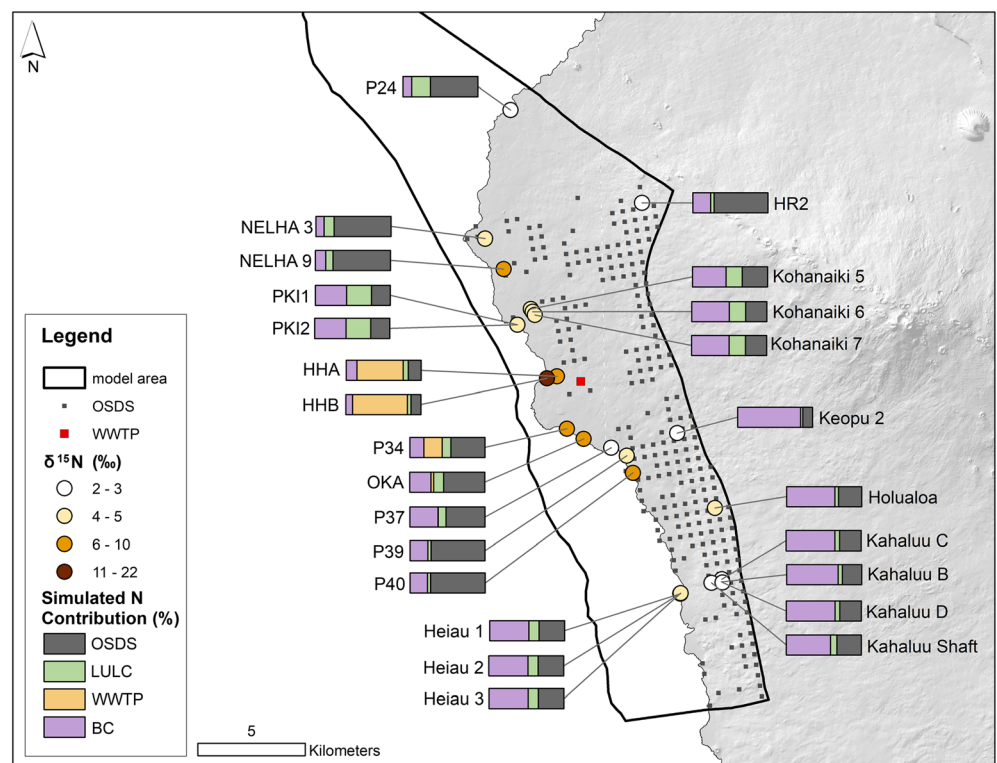 N
P24
HR2
NELHA 3
NELHA 9
PKI1
PKI2
HHA
HHB
P34
OKA
P37
P39
P40
Heiau 1
Heiau 2
Heiau 3
Kohanaiki 5
Kohanaiki 6
Kohanaiki 7
Keopu 2
Holualoa
Kahaluu C
Kahaluu B
Kahaluu D
Kahaluu Shaft
Legend
model area
OSDS
WWTP
δ¹⁵N (‰)
2 - 3
4 - 5
6 - 10
11 - 22
Simulated N
Contribution (%)
OSDS
LULC
WWTP
BC
5
Kilometers